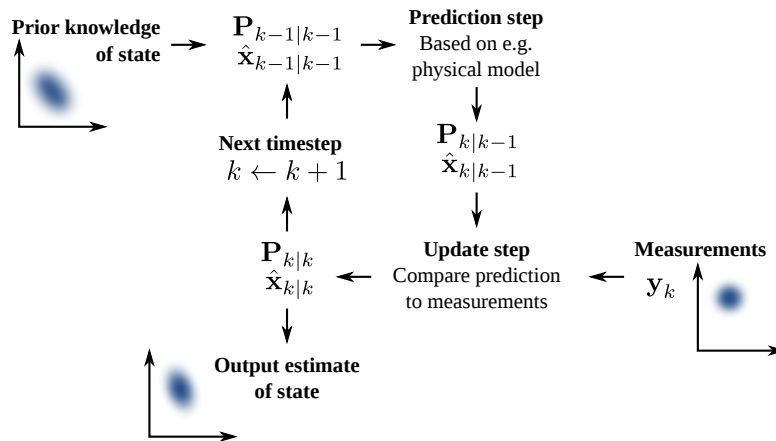 Prior knowledge
of state
P_{k−1|k−1}
x̂_{k−1|k−1}
Prediction step
Based on e.g.
physical model
P_{k|k−1}
x̂_{k|k−1}
Next timestep
k ← k + 1
P_{k|k}
x̂_{k|k}
Update step
Compare prediction
to measurements
Measurements
y_k
Output estimate
of state